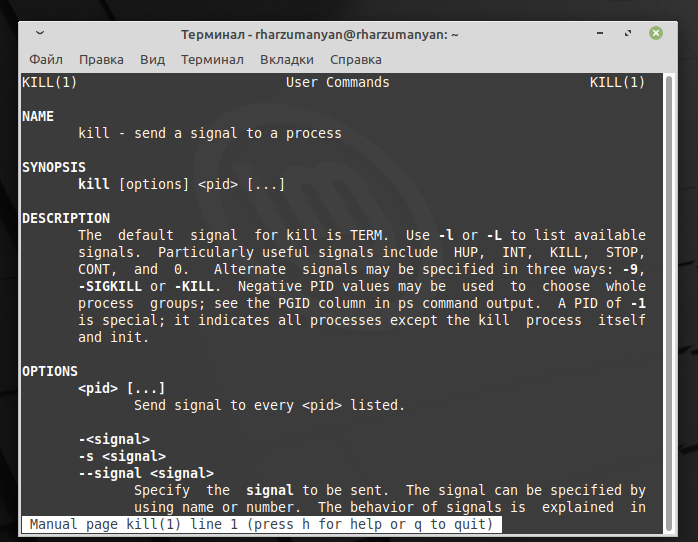 Терминал - rharzumanyan@rharzumanyan: ~
Файл Правка Вид Терминал Вкладки Справка
KILL(1) User Commands KILL(1)
NAME
kill - send a signal to a process
SYNOPSIS
kill [options] <pid> [...]
DESCRIPTION
The default signal for kill is TERM. Use -l or -L to list available
signals. Particularly useful signals include HUP, INT, KILL, STOP,
CONT, and 0. Alternate signals may be specified in three ways: -9,
-SIGKILL or -KILL. Negative PID values may be used to choose whole
process groups; see the PGID column in ps command output. A PID of -1
is special; it indicates all processes except the kill process itself
and init.
OPTIONS
<pid> [...]
Send signal to every <pid> listed.
-<signal>
-s <signal>
--signal <signal>
Specify the signal to be sent. The signal can be specified by
using name or number. The behavior of signals is explained in
Manual page kill(1) line 1 (press h for help or q to quit)